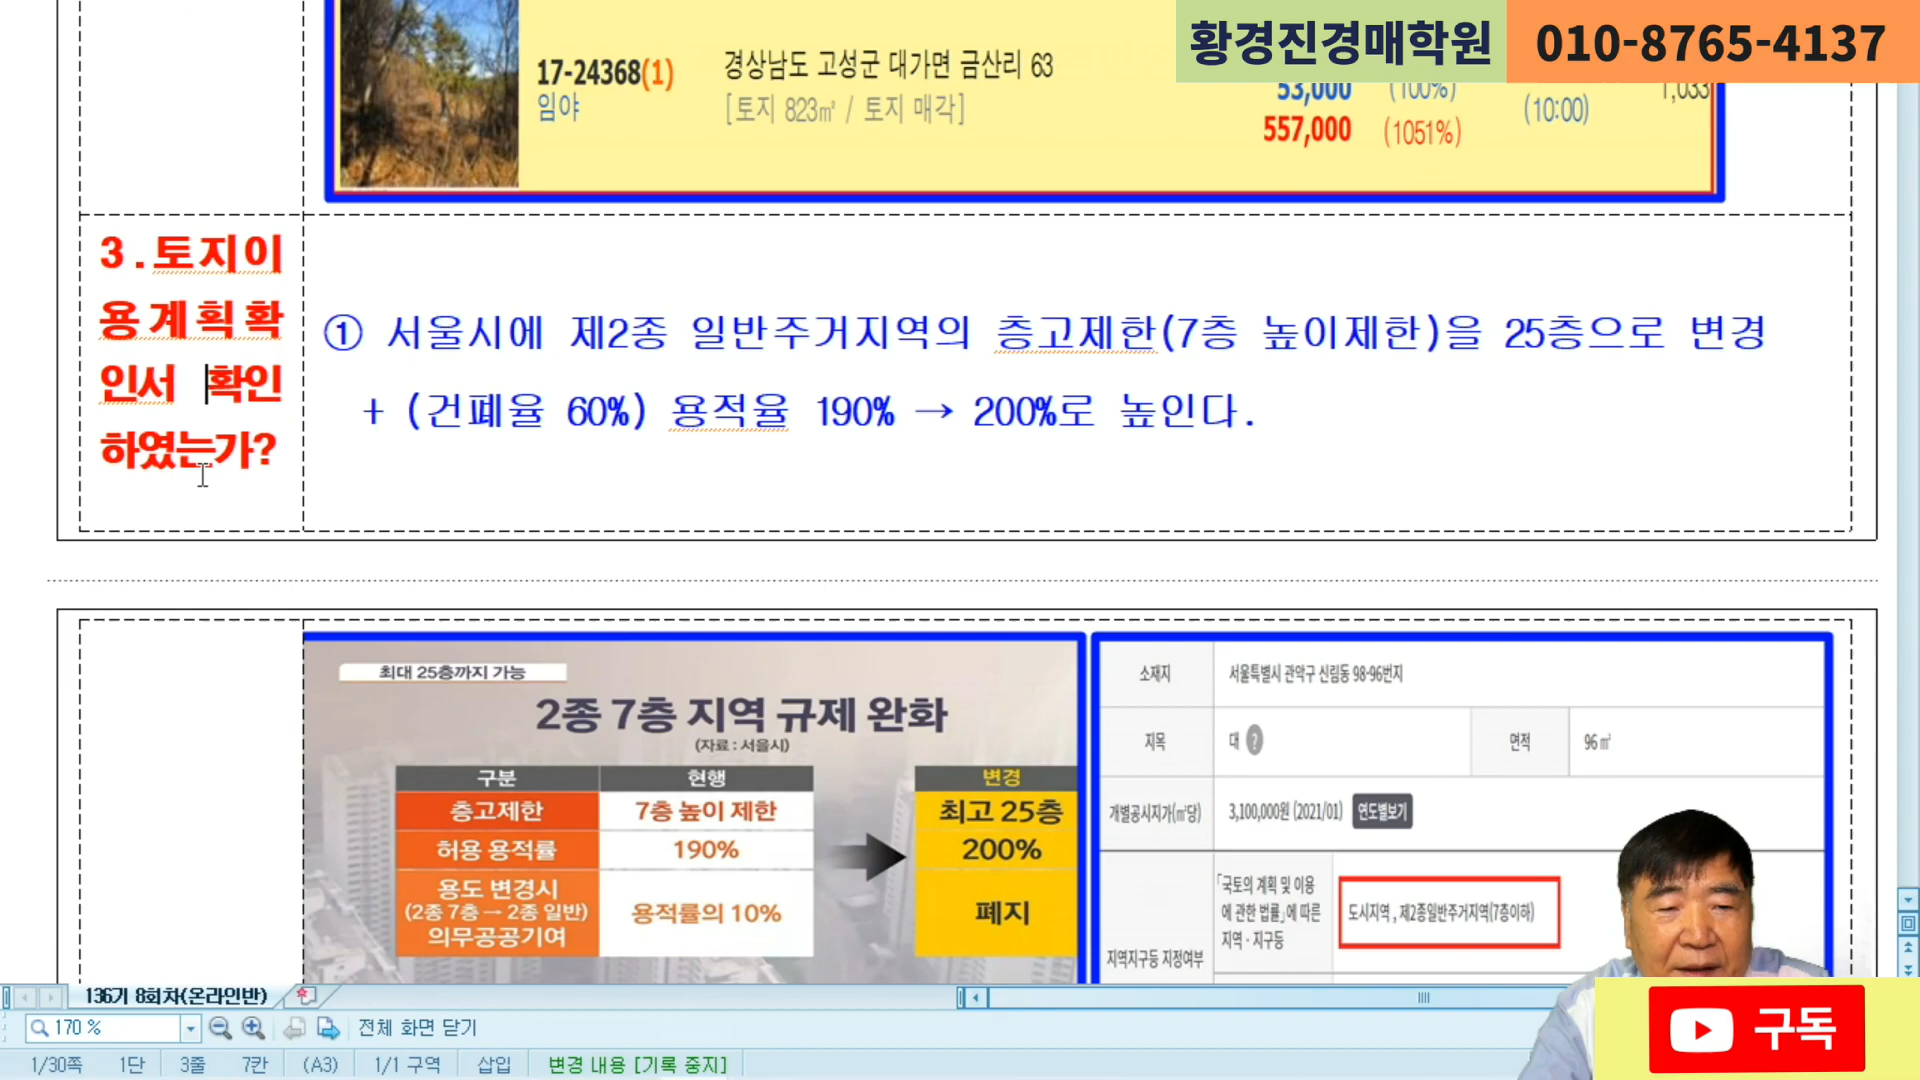 황경진경매학원 010-8765-4137
17-24368(1) 경상남도 고성군 대가면 금산리 63
임야 [토지 823㎡ / 토지 매각]
53,000 (100%) (10:00) 1,033
557,000 (1051%)
3.토지이
용계획확
인서 확인
하였는가?
① 서울시에 제2종 일반주거지역의 층고제한(7층 높이제한)을 25층으로 변경
+ (건폐율 60%) 용적율 190% → 200%로 높인다.
최대 25층까지 가능
2종 7층 지역 규제 완화
(자료 : 서울시)
구분 현행 변경
층고제한 7층 높이 제한 최고 25층
허용 용적률 190% 200%
용도 변경시
(2종 7층 → 2종 일반) 용적률의 10% 폐지
의무공공기여
소재지 서울특별시 관악구 신림동 98-96번지
지목 대 ? 면적 96㎡
개별공시지가(㎡당) 3,100,000원 (2021/01) 연도별보기
「국토의 계획 및 이용
에 관한 법률」에 따른 도시지역 , 제2종일반주거지역(7층이하)
지역 · 지구등
지역지구등 지정여부
136기 8회차(온라인반)
170 % 전체 화면 닫기
1/30쪽 1단 3줄 7칸 (A3) 1/1 구역 삽입 변경 내용 [기록 중지]
구독